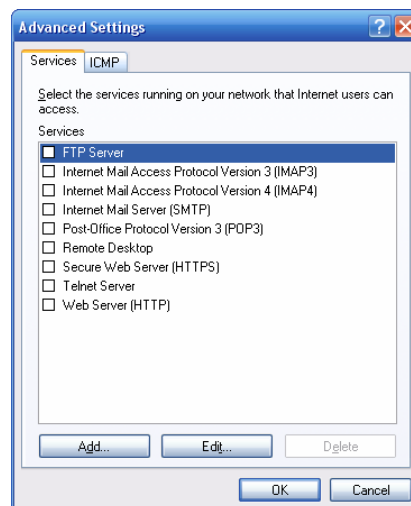 Advanced Settings
Services
ICMP
Select the services running on your network that Internet users can
access.
Services
FTP Server
Internet Mail Access Protocol Version 3 (IMAP3)
Internet Mail Access Protocol Version 4 (IMAP4)
Internet Mail Server (SMTP)
Post-Office Protocol Version 3 (POP3)
Remote Desktop
Secure Web Server (HTTPS)
Telnet Server
Web Server (HTTP)
Add...
Edit...
Delete
OK
Cancel